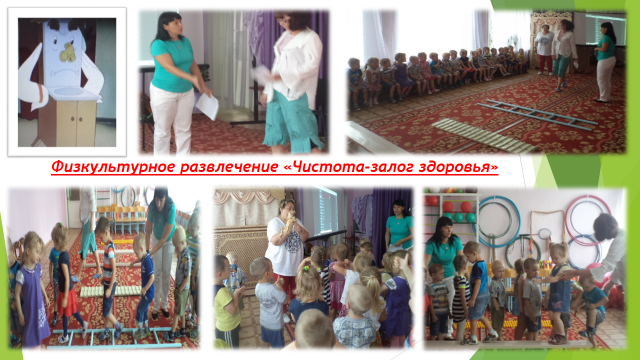 Физкультурное развлечение «Чистота-залог здоровья»